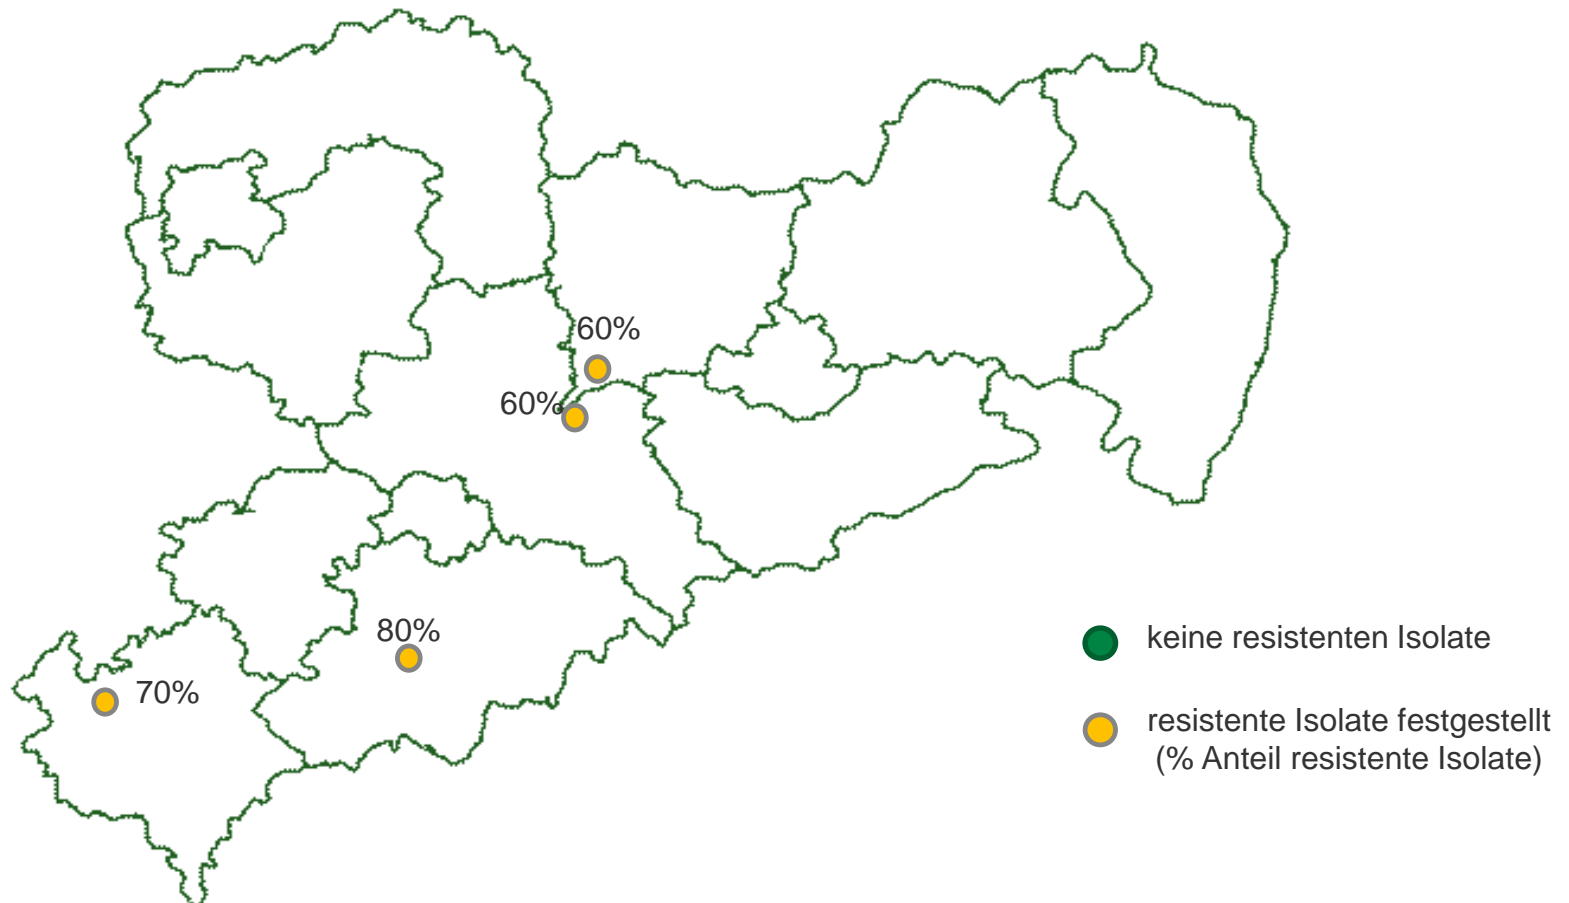 60%
60%
80%
70%
keine resistenten Isolate
resistente Isolate festgestellt
(% Anteil resistente Isolate)